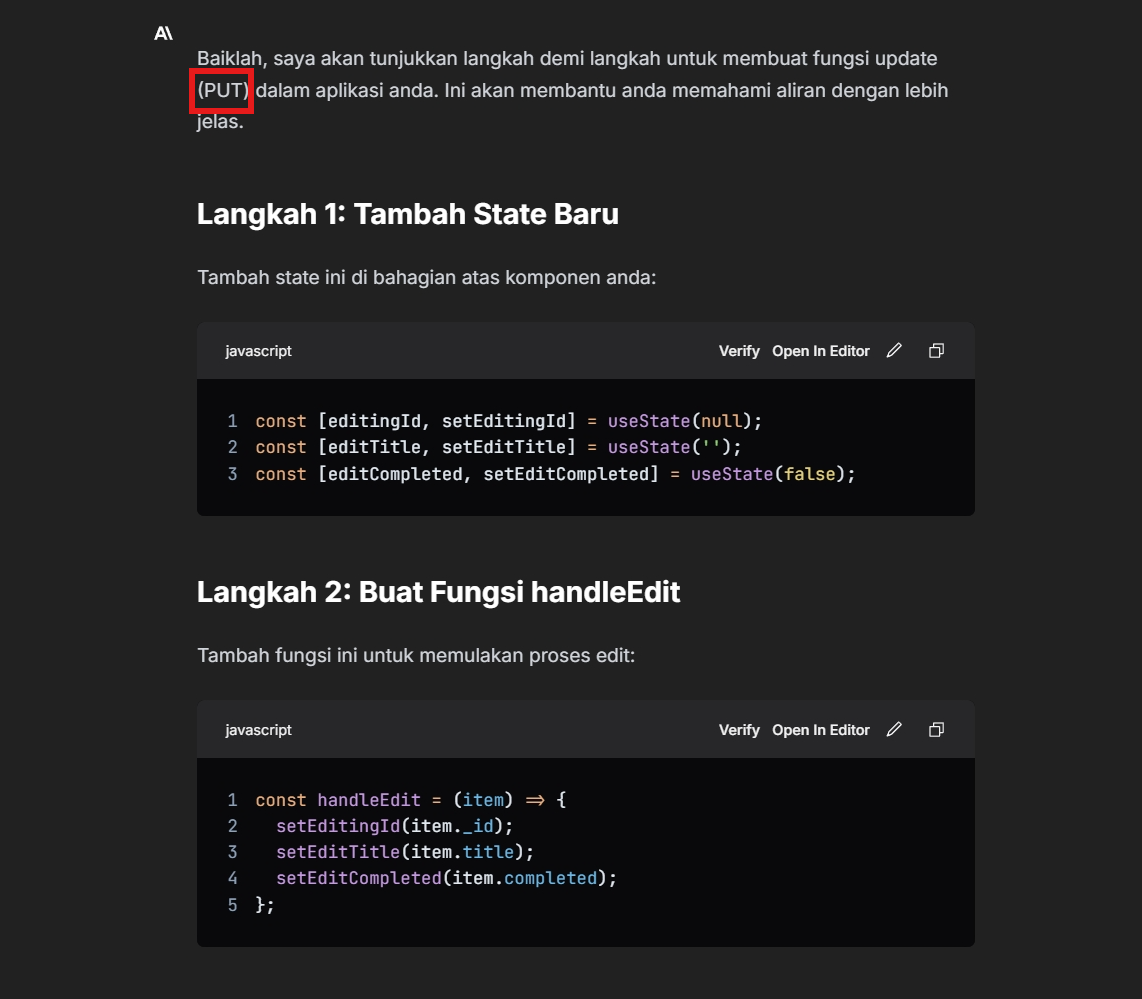 A\
Baiklah, saya akan tunjukkan langkah demi langkah untuk membuat fungsi update
(PUT) dalam aplikasi anda. Ini akan membantu anda memahami aliran dengan lebih
jelas.
Langkah 1: Tambah State Baru
Tambah state ini di bahagian atas komponen anda:
javascript Verify Open In Editor
1 const [editingId, setEditingId] = useState(null);
2 const [editTitle, setEditTitle] = useState('');
3 const [editCompleted, setEditCompleted] = useState(false);
Langkah 2: Buat Fungsi handleEdit
Tambah fungsi ini untuk memulakan proses edit:
javascript Verify Open In Editor
1 const handleEdit = (item) => {
2   setEditingId(item._id);
3   setEditTitle(item.title);
4   setEditCompleted(item.completed);
5 };